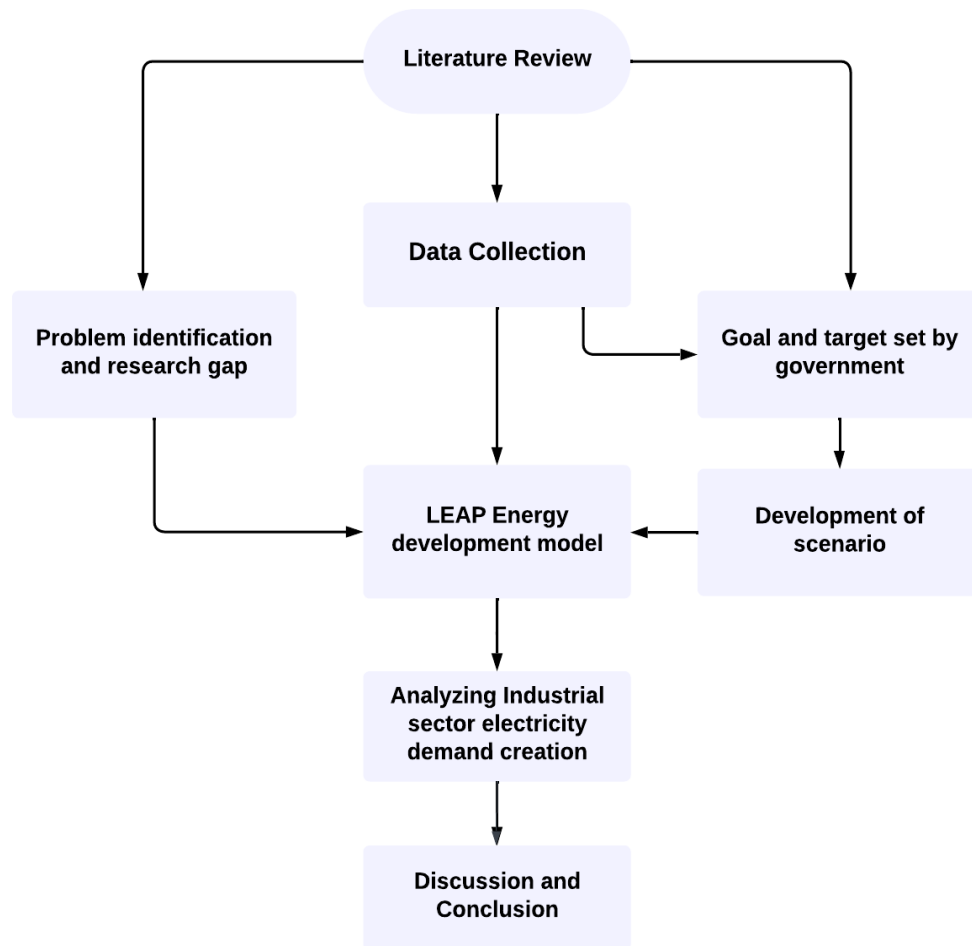 Literature Review
Data Collection
Problem identification
and research gap
Goal and target set by
government
LEAP Energy
development model
Development of
scenario
Analyzing Industrial
sector electricity
demand creation
Discussion and
Conclusion